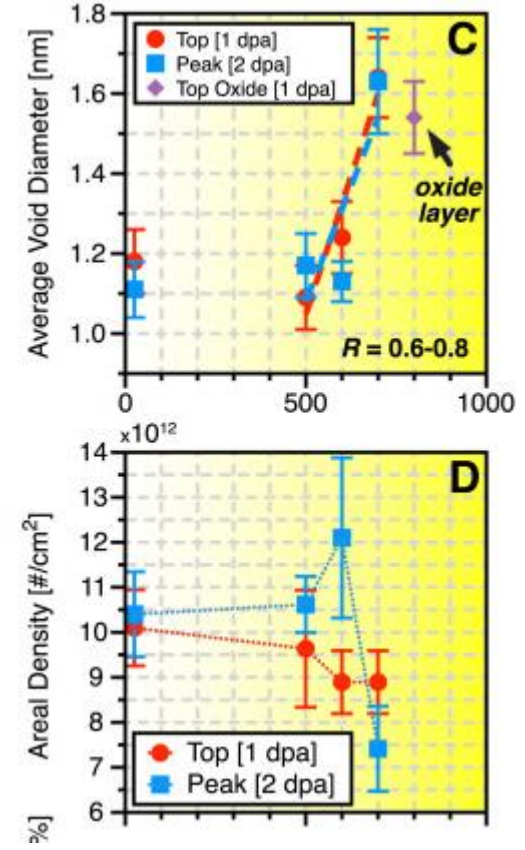 1.8
C
Top [1 dpa]
Peak [2 dpa]
Top Oxide [1 dpa]
1.6
1.4
1.2
1.0
Average Void Diameter [nm]
oxide
layer
R = 0.6-0.8
0
500
1000
x10¹²
14
D
13
12
11
10
9
8
7
6
Areal Density [#/cm²]
Top [1 dpa]
Peak [2 dpa]
%]